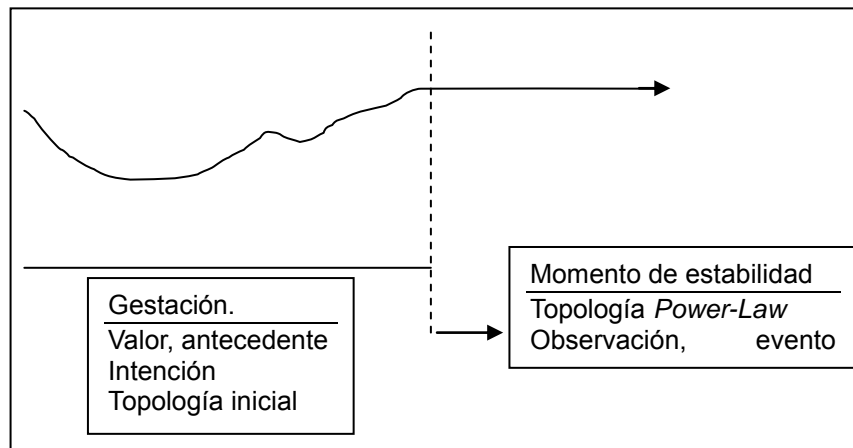 Gestación.
Valor, antecedente
Intención
Topología inicial
Momento de estabilidad
Topología Power-Law
Observación, evento